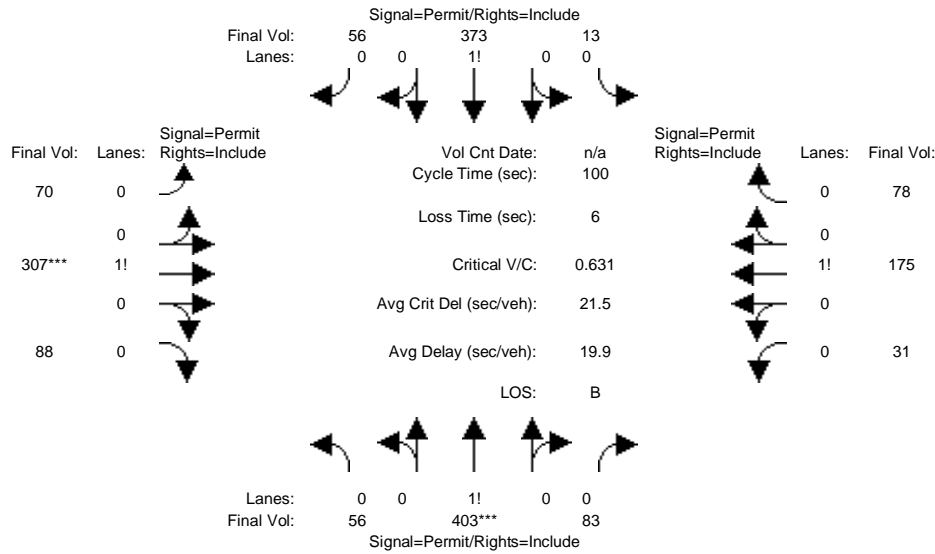 Signal=Permit/Rights=Include
Final Vol: 56 373 13
Lanes: 0 0 1! 0 0
Signal=Permit
Final Vol: Lanes: Rights=Include
Vol Cnt Date: n/a
Signal=Permit
Rights=Include Lanes: Final Vol:
Cycle Time (sec): 100
70 0
0 78
Loss Time (sec): 6
0
0
307*** 1!
Critical V/C: 0.631
1! 175
0
Avg Crit Del (sec/veh): 21.5
0
88 0
Avg Delay (sec/veh): 19.9
0 31
LOS: B
Lanes: 0 0 1! 0 0
Final Vol: 56 403*** 83
Signal=Permit/Rights=Include